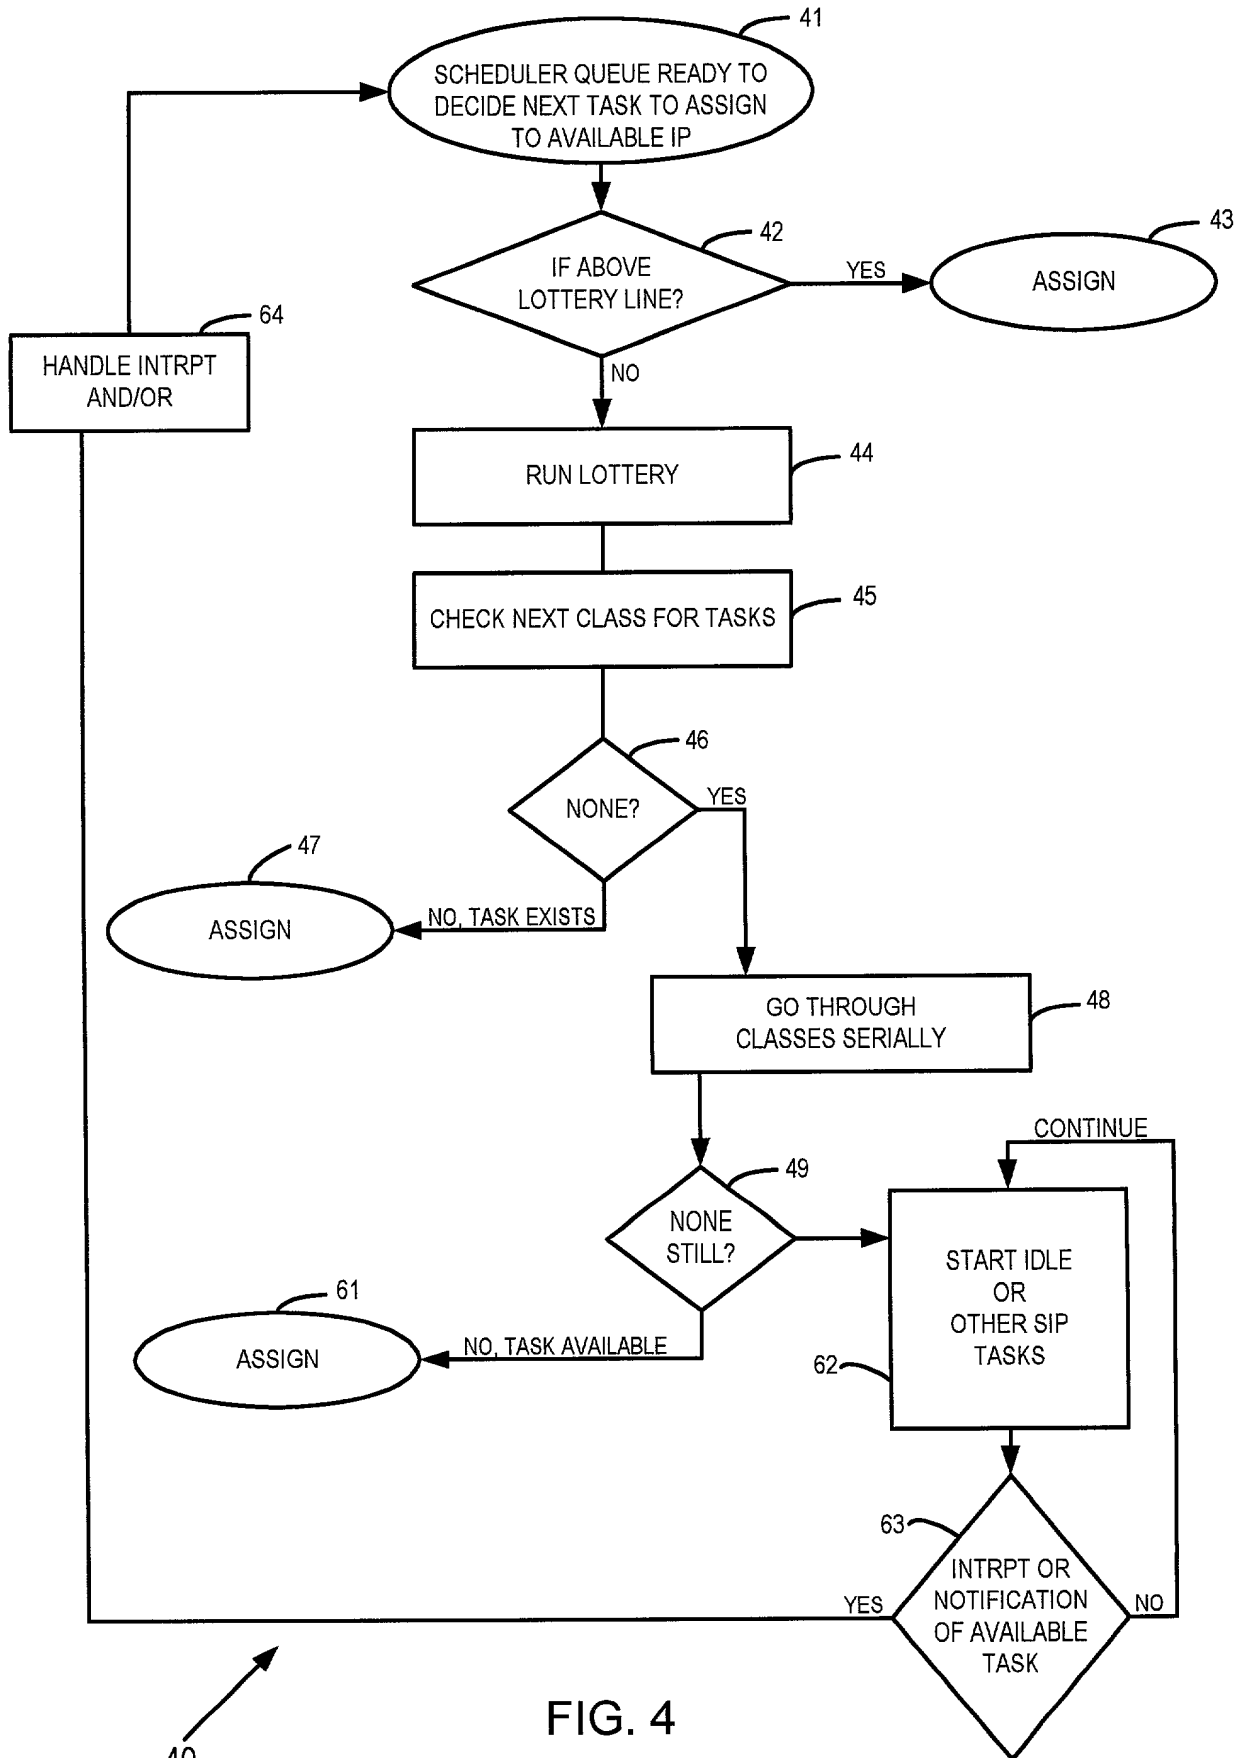 41
SCHEDULER QUEUE READY TO
DECIDE NEXT TASK TO ASSIGN
TO AVAILABLE IP
42
43
IF ABOVE
LOTTERY LINE?
YES
ASSIGN
64
HANDLE INTRPT
AND/OR
NO
RUN LOTTERY
44
CHECK NEXT CLASS FOR TASKS
45
46
NONE?
YES
47
ASSIGN
NO, TASK EXISTS
GO THROUGH
CLASSES SERIALLY
48
CONTINUE
49
NONE
STILL?
START IDLE
OR
OTHER SIP
TASKS
61
ASSIGN
NO, TASK AVAILABLE
62
63
INTRPT OR
NOTIFICATION
OF AVAILABLE
TASK
YES
NO
FIG. 4
40